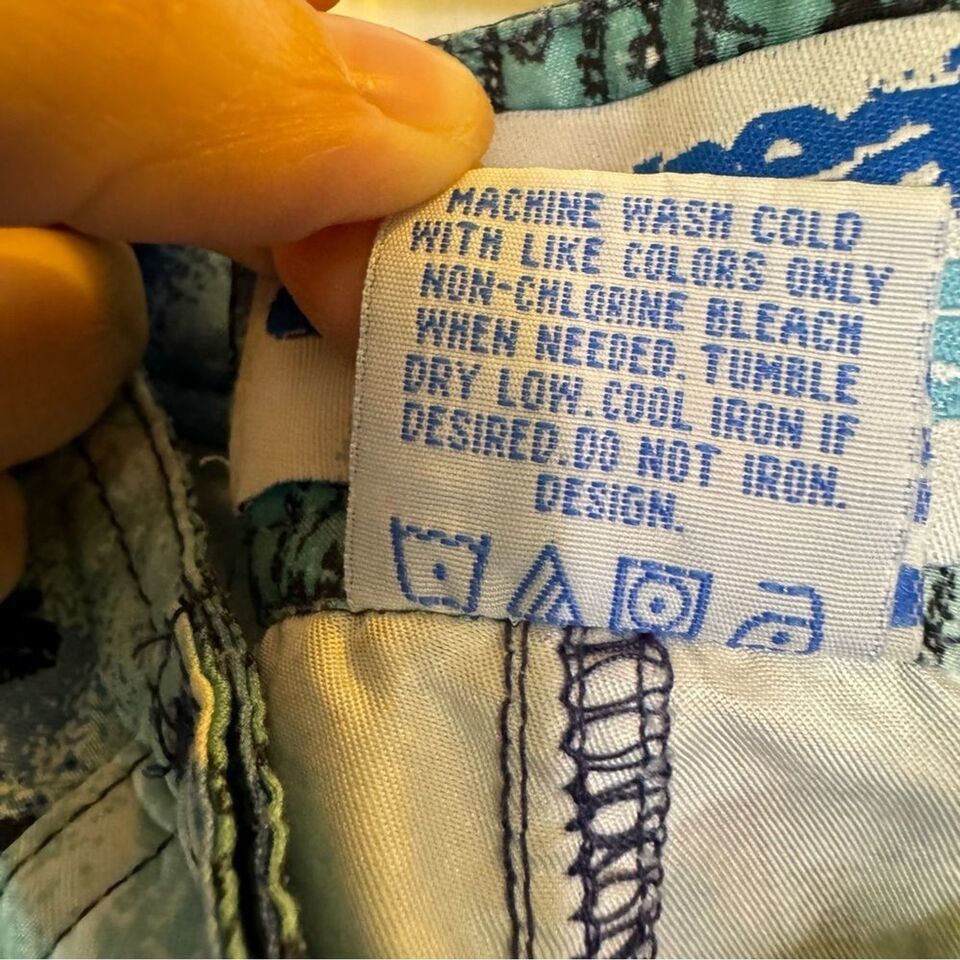 MACHINE WASH COLD
WITH LIKE COLORS ONLY
NON-CHLORINE BLEACH
WHEN NEEDED. TUMBLE
DRY LOW. COOL IRON IF
DESIRED. DO NOT IRON.
DESIGN.